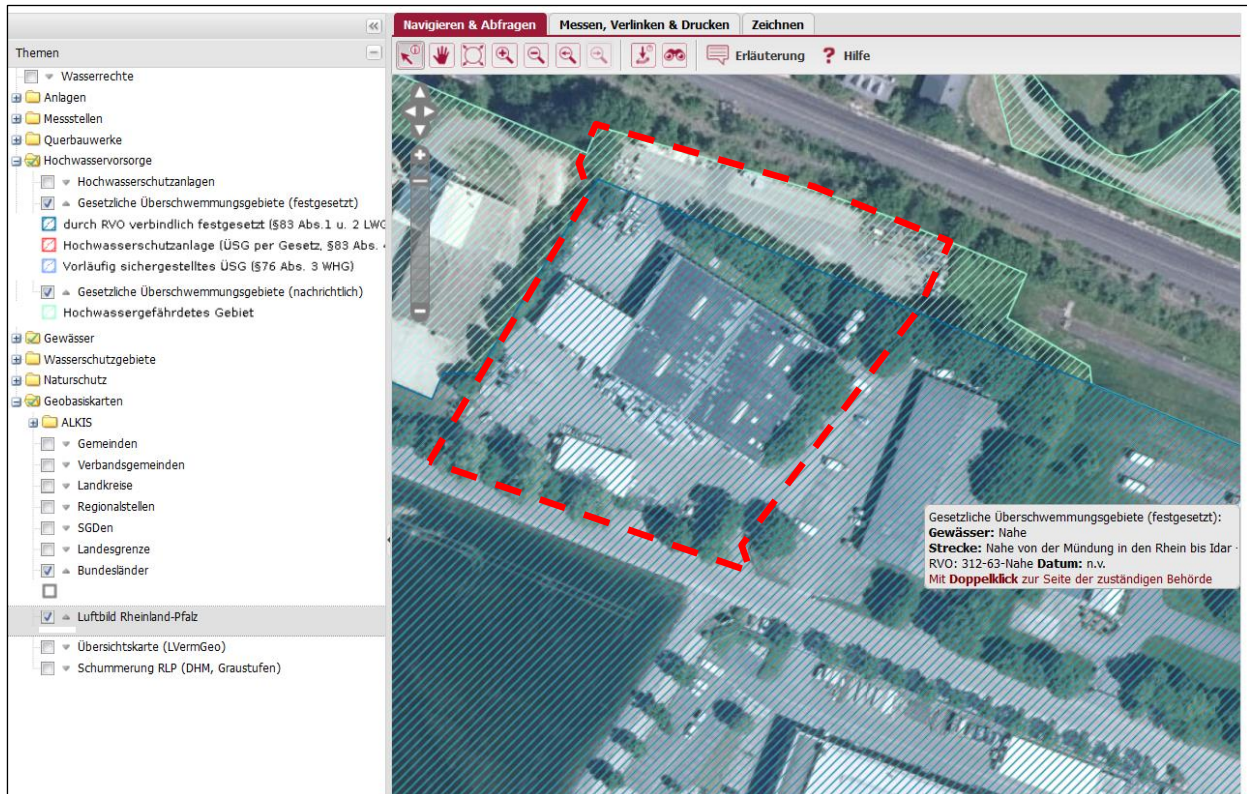 Themen
Wasserrechte
Anlagen
Messstellen
Querbauwerke
Hochwasservorsorge
Hochwasserschutzanlagen
Gesetzliche Überschwemmungsgebiete (festgesetzt)
durch RVO verbindlich festgesetzt (§83 Abs.1 u. 2 LWG
Hochwasserschutzanlage (ÜSG per Gesetz, §83 Abs.
Vorläufig sichergestelltes ÜSG (§76 Abs. 3 WHG)
Gesetzliche Überschwemmungsgebiete (nachrichtlich)
Hochwassergefährdetes Gebiet
Gewässer
Wasserschutzgebiete
Naturschutz
Geobasiskarten
ALKIS
Gemeinden
Verbandsgemeinden
Landkreise
Regionalstellen
SGDen
Landesgrenze
Bundesländer
Luftbild Rheinland-Pfalz
Übersichtskarte (LVermGeo)
Schummerung RLP (DHM, Graustufen)
Navigieren & Abfragen Messen, Verlinken & Drucken Zeichnen
Erläuterung ? Hilfe
Gesetzliche Überschwemmungsgebiete (festgesetzt):
Gewässer: Nahe
Strecke: Nahe von der Mündung in den Rhein bis Idar -
RVO: 312-63-Nahe Datum: n.v.
Mit Doppelklick zur Seite der zuständigen Behörde